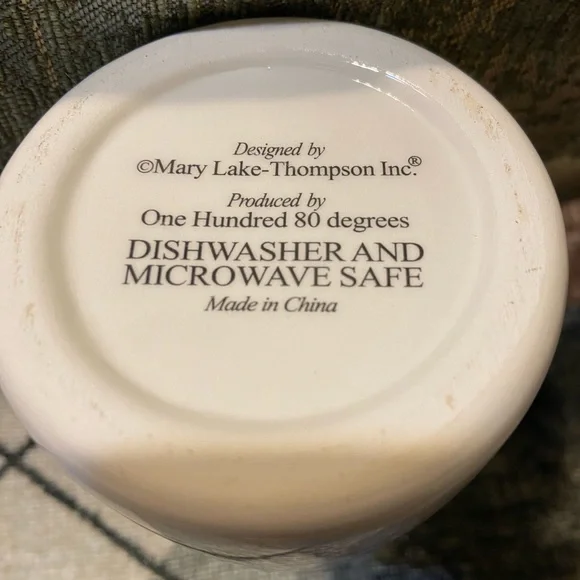 Designed by
©Mary Lake-Thompson Inc.®
Produced by
One Hundred 80 degrees
DISHWASHER AND
MICROWAVE SAFE
Made in China